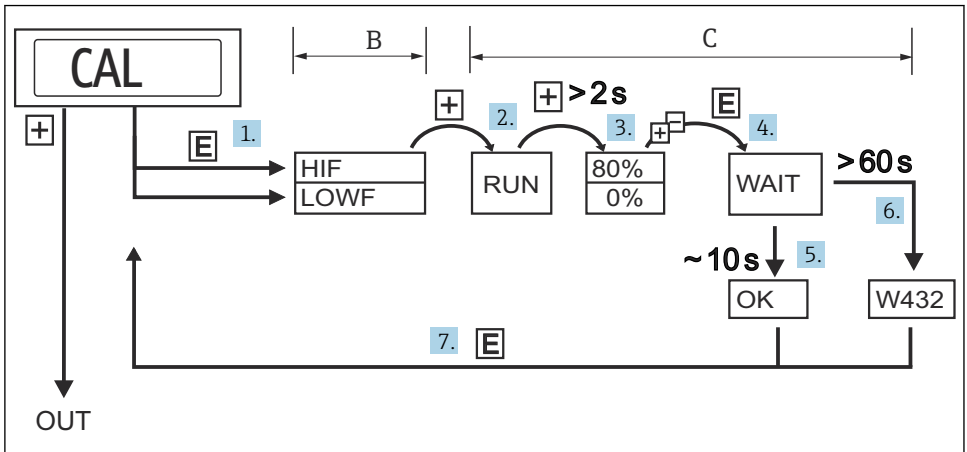 B
C
CAL
+
E
1.
+
2.
+ >2s
3.
+
−
E
4.
HIF
LOWF
RUN
80%
0%
WAIT
>60s
6.
~10s
5.
OK
W432
7.
E
OUT